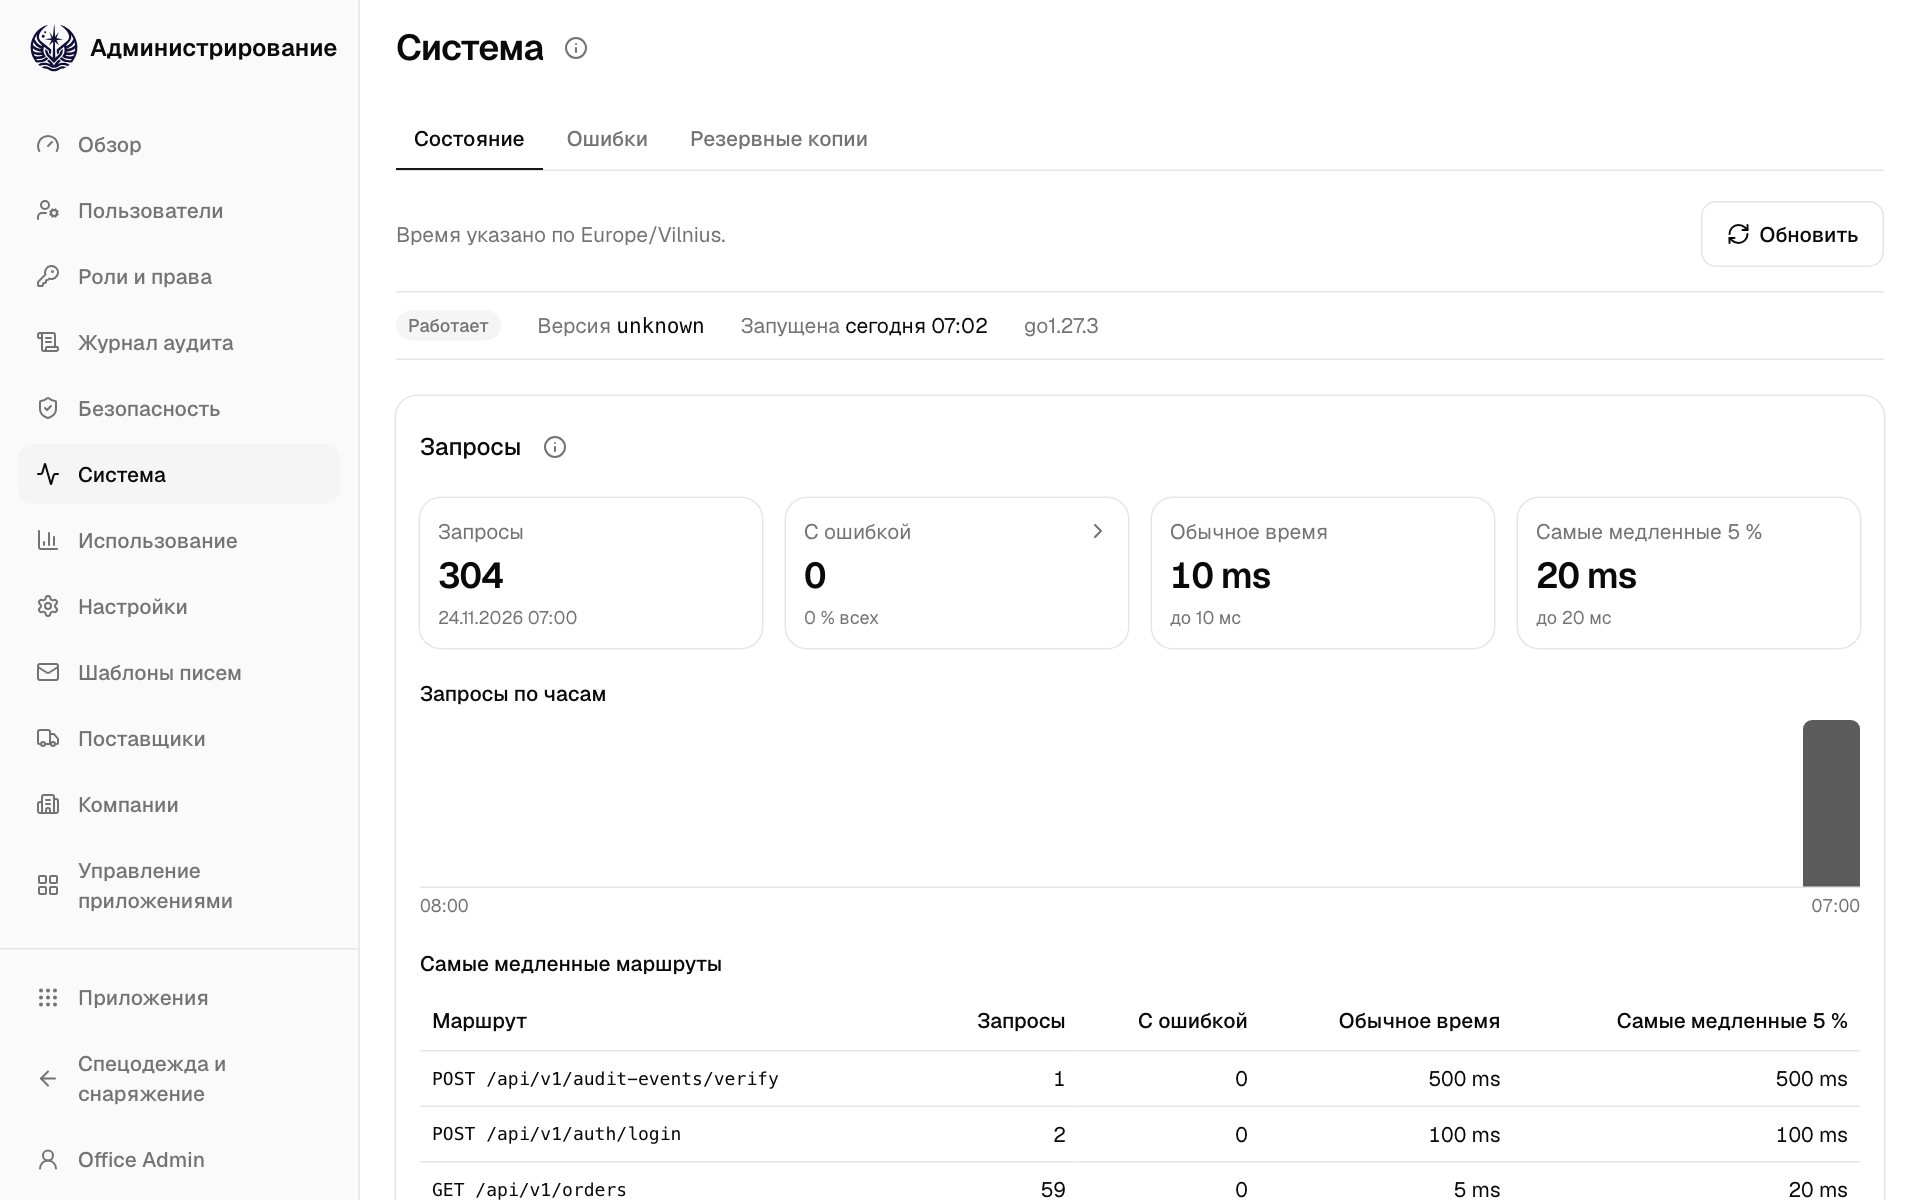 Администрирование
Обзор
Пользователи
Роли и права
Журнал аудита
Безопасность
Система
Использование
Настройки
Шаблоны писем
Поставщики
Компании
Управление
приложениями
Приложения
Спецодежда и
снаряжение
Office Admin
Система
Состояние Ошибки Резервные копии
Время указано по Europe/Vilnius.
Обновить
Работает Версия unknown Запущена сегодня 07:02 go1.27.3
Запросы
Запросы С ошибкой Обычное время Самые медленные 5 %
304 0 10 ms 20 ms
24.11.2026 07:00 0 % всех до 10 мс до 20 мс
Запросы по часам
08:00 07:00
Самые медленные маршруты
Маршрут Запросы С ошибкой Обычное время Самые медленные 5 %
POST /api/v1/audit-events/verify 1 0 500 ms 500 ms
POST /api/v1/auth/login 2 0 100 ms 100 ms
GET /api/v1/orders 59 0 5 ms 20 ms